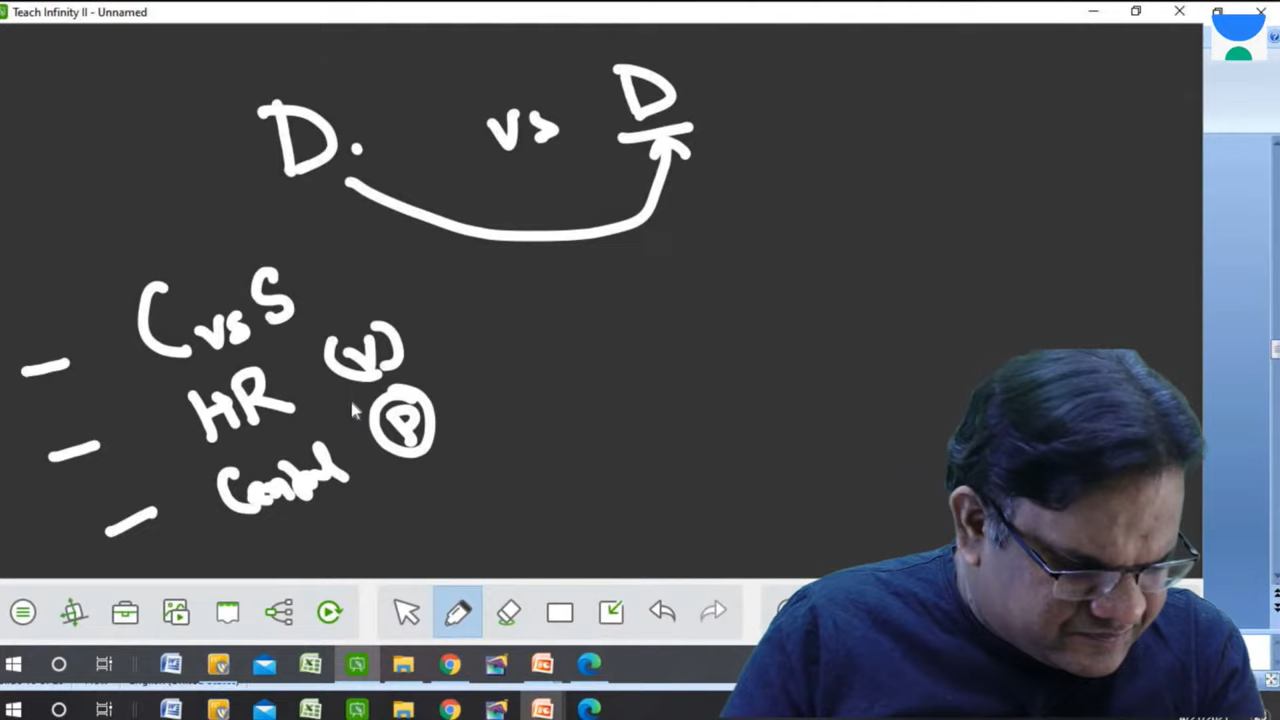 Teach Infinity II - Unnamed
D. vs D
C vs S
HR (V)
Control P